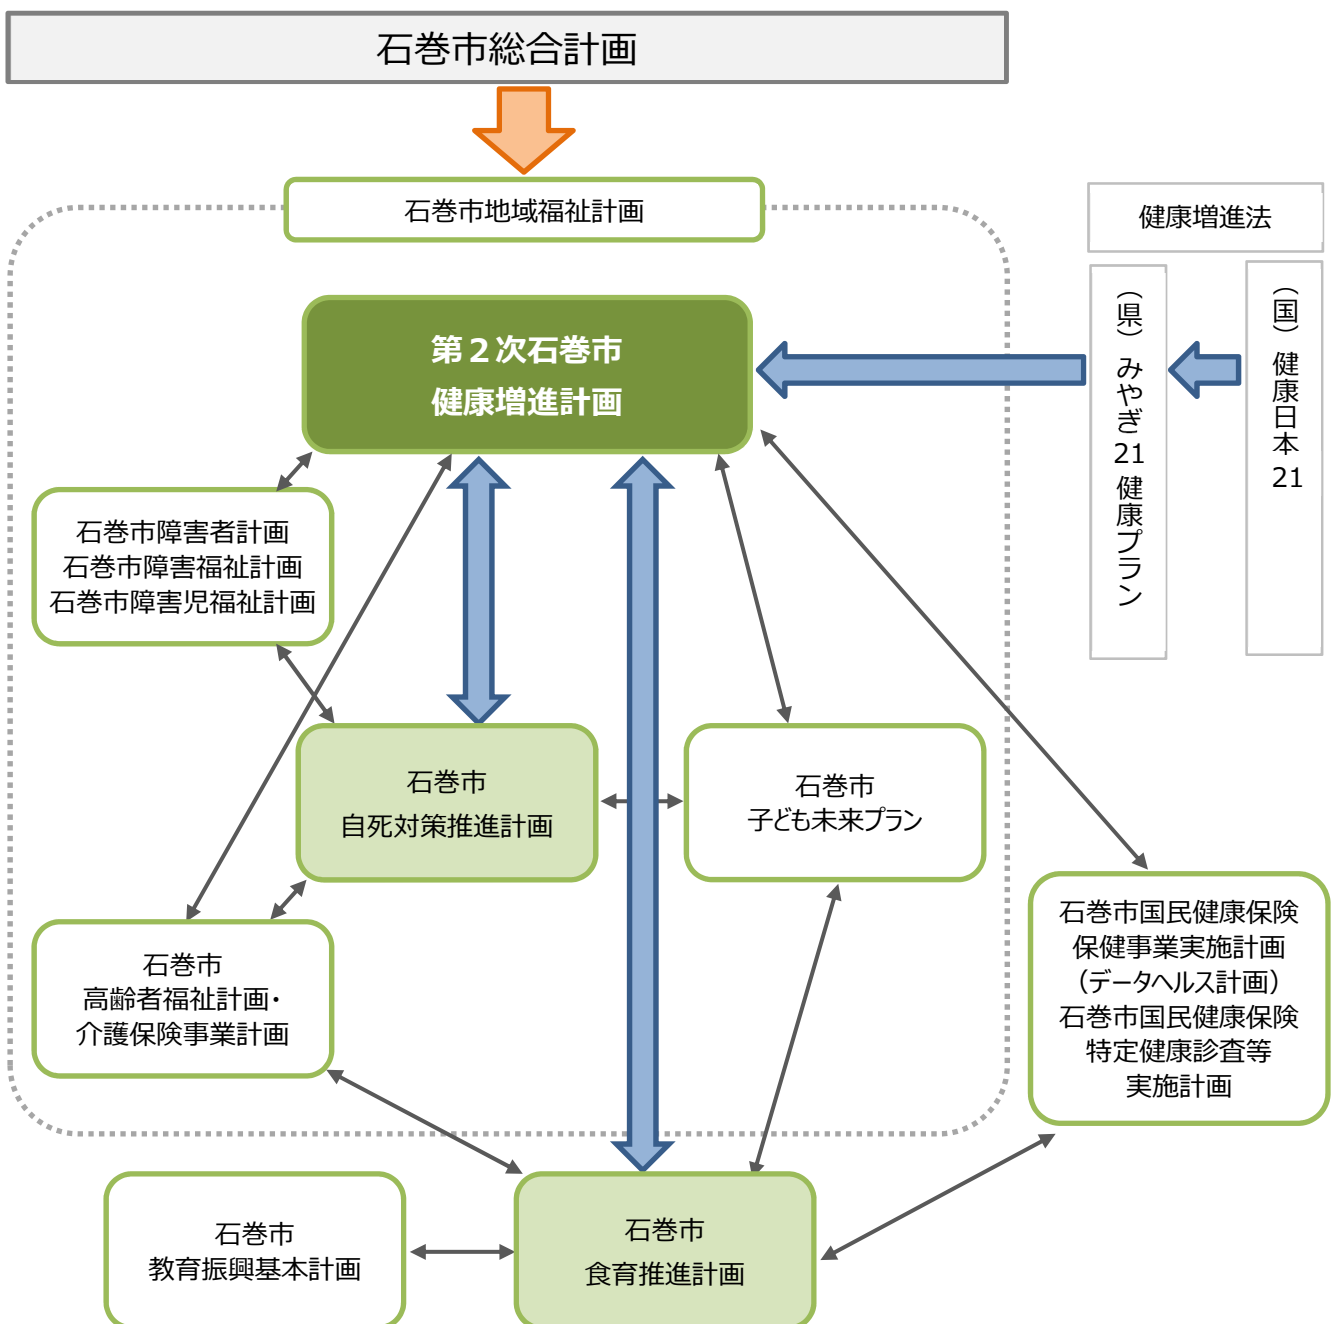 石巻市総合計画
石巻市地域福祉計画
健康増進法
（国）健康日本21
（県）みやぎ21健康プラン
第２次石巻市
健康増進計画
石巻市障害者計画
石巻市障害福祉計画
石巻市障害児福祉計画
石巻市
自死対策推進計画
石巻市
子ども未来プラン
石巻市
高齢者福祉計画・
介護保険事業計画
石巻市国民健康保険
保健事業実施計画
（データヘルス計画）
石巻市国民健康保険
特定健康診査等
実施計画
石巻市
教育振興基本計画
石巻市
食育推進計画